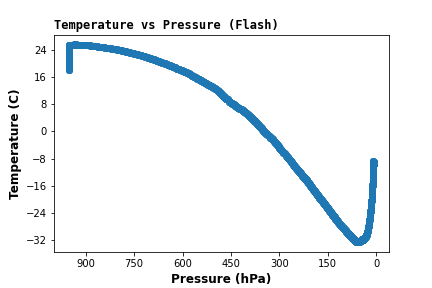 Temperature vs Pressure (Flash)
24
16
8
0
−8
−16
−24
−32
Temperature (C)
900 750 600 450 300 150 0
Pressure (hPa)